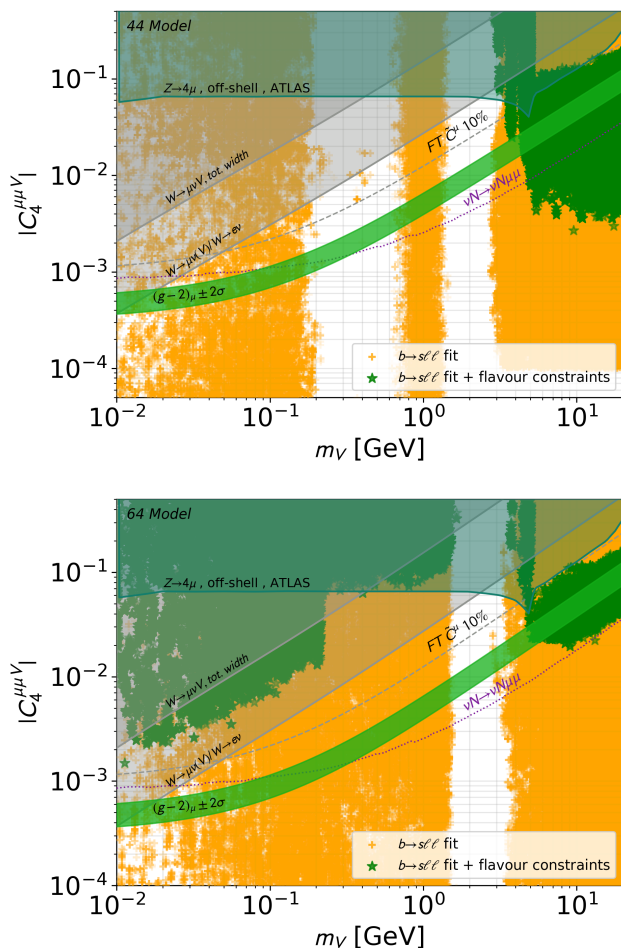 44 Model
10⁻¹
10⁻²
10⁻³
10⁻⁴
|C₄^{μμV}|
Z→4μ , off-shell , ATLAS
W→μνV, tot. width
FT C̃^μ 10%
νN→νNμμ
W→μν(V)/W→eν
(g−2)_μ ± 2σ
b→sℓℓ fit
b→sℓℓ fit + flavour constraints
10⁻² 10⁻¹ 10⁰ 10¹
m_V [GeV]
64 Model
10⁻¹
10⁻²
10⁻³
10⁻⁴
|C₄^{μμV}|
Z→4μ , off-shell , ATLAS
W→μνV, tot. width
FT C̃^μ 10%
νN→νNμμ
W→μν(V)/W→eν
(g−2)_μ ± 2σ
b→sℓℓ fit
b→sℓℓ fit + flavour constraints
10⁻² 10⁻¹ 10⁰ 10¹
m_V [GeV]